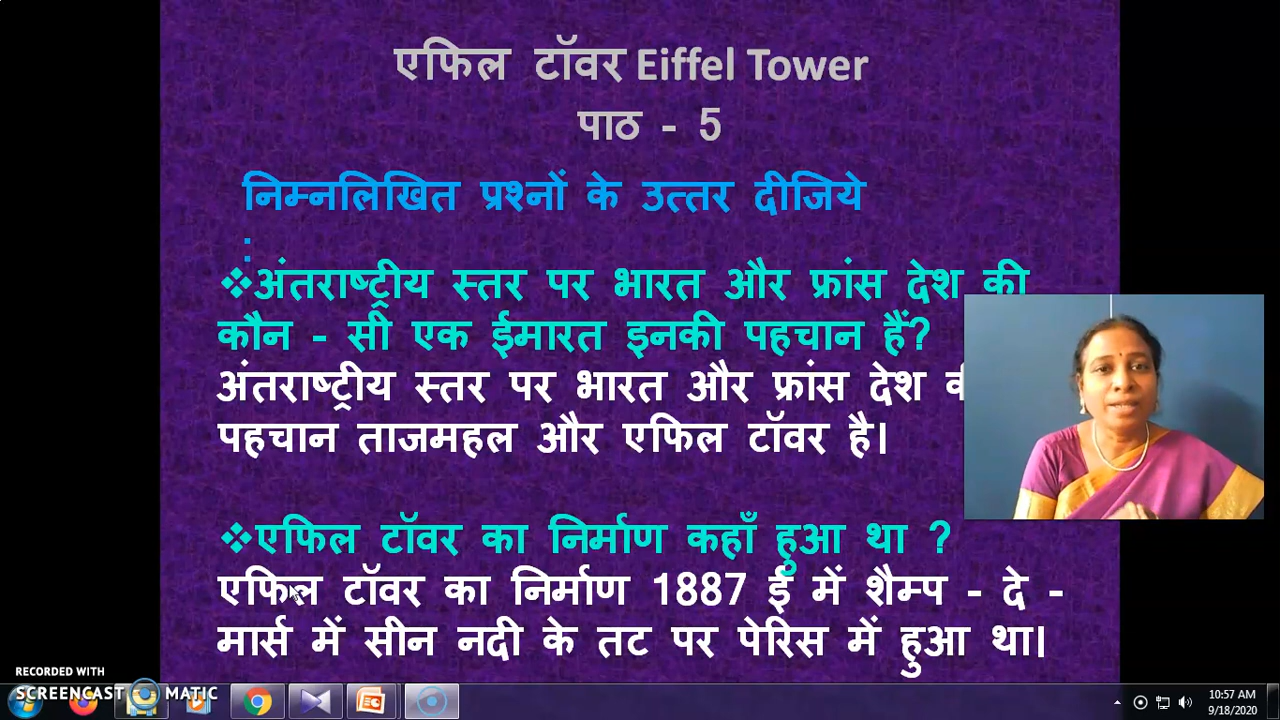 एफिल टॉवर Eiffel Tower
पाठ - 5
निम्नलिखित प्रश्नों के उत्तर दीजिये
:
❖अंतराष्ट्रीय स्तर पर भारत और फ्रांस देश की
कौन - सी एक ईमारत इनकी पहचान हैं?
अंतराष्ट्रीय स्तर पर भारत और फ्रांस देश
पहचान ताजमहल और एफिल टॉवर है।
❖एफिल टॉवर का निर्माण कहाँ हुआ था ?
एफिल टॉवर का निर्माण 1887 ई में शैम्प - दे -
मार्स में सीन नदी के तट पर पेरिस में हुआ था।
RECORDED WITH
SCREENCAST MATIC
10:57 AM
9/18/2020